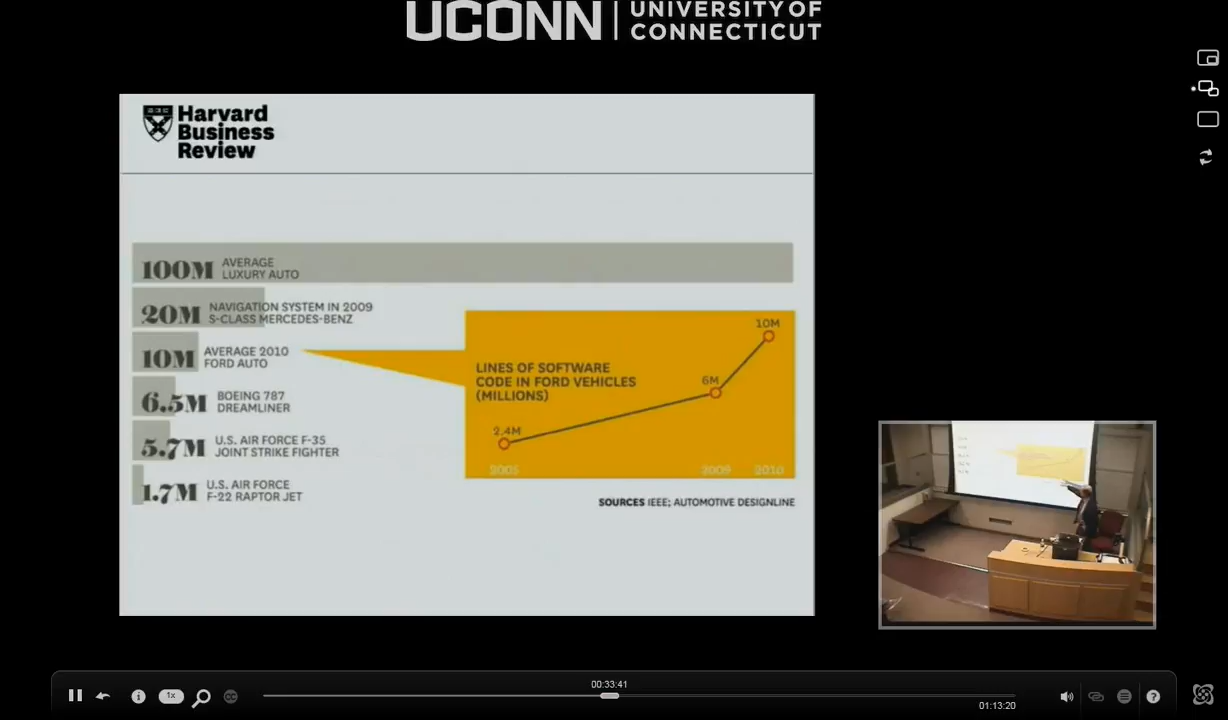 UCONN
UNIVERSITY OF
CONNECTICUT
Harvard
Business
Review
100M AVERAGE
LUXURY AUTO
20M NAVIGATION SYSTEM IN 2009
S-CLASS MERCEDES-BENZ
10M AVERAGE 2010
FORD AUTO
6.5M BOEING 787
DREAMLINER
5.7M U.S. AIR FORCE F-35
JOINT STRIKE FIGHTER
1.7M U.S. AIR FORCE
F-22 RAPTOR JET
LINES OF SOFTWARE
CODE IN FORD VEHICLES
(MILLIONS)
2.4M
6M
10M
2005 2009 2010
SOURCES IEEE; AUTOMOTIVE DESIGNLINE
00:33:41
1x
CC
01:13:20